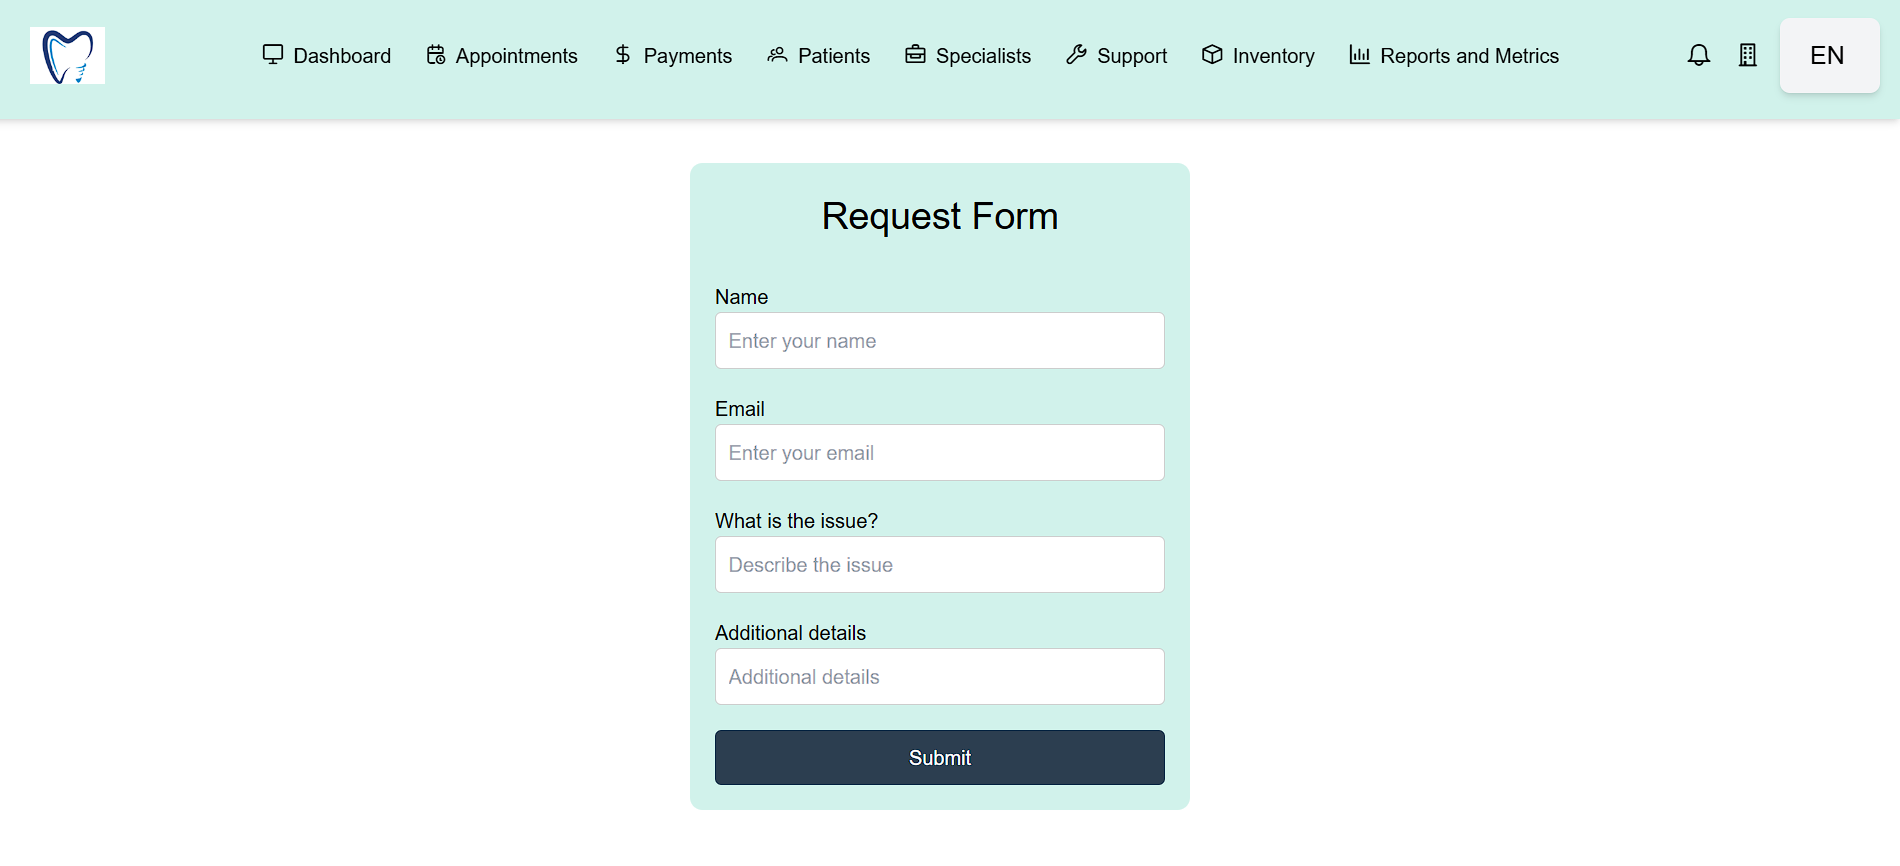 Dashboard Appointments Payments Patients Specialists Support Inventory Reports and Metrics EN
Request Form
Name
Enter your name
Email
Enter your email
What is the issue?
Describe the issue
Additional details
Additional details
Submit